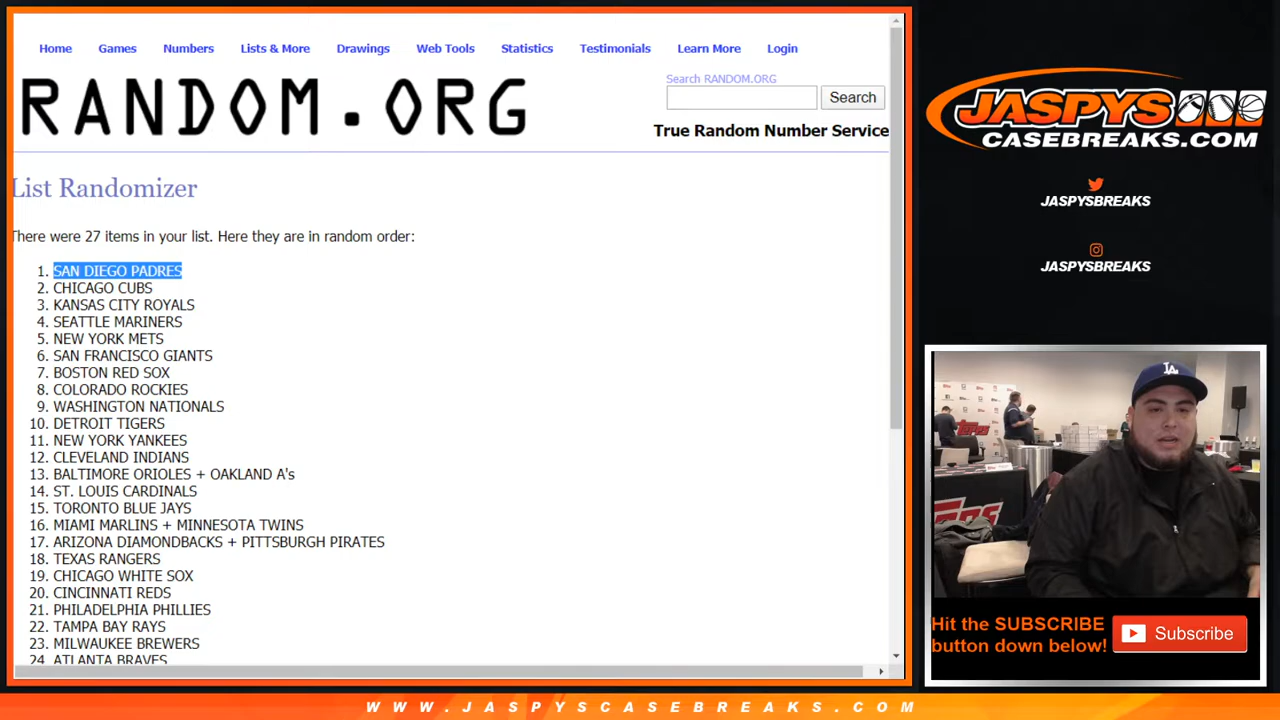 Home Games Numbers Lists & More Drawings Web Tools Statistics Testimonials Learn More Login
RANDOM.ORG
Search RANDOM.ORG
Search
True Random Number Service
List Randomizer
There were 27 items in your list. Here they are in random order:
1. SAN DIEGO PADRES
2. CHICAGO CUBS
3. KANSAS CITY ROYALS
4. SEATTLE MARINERS
5. NEW YORK METS
6. SAN FRANCISCO GIANTS
7. BOSTON RED SOX
8. COLORADO ROCKIES
9. WASHINGTON NATIONALS
10. DETROIT TIGERS
11. NEW YORK YANKEES
12. CLEVELAND INDIANS
13. BALTIMORE ORIOLES + OAKLAND A's
14. ST. LOUIS CARDINALS
15. TORONTO BLUE JAYS
16. MIAMI MARLINS + MINNESOTA TWINS
17. ARIZONA DIAMONDBACKS + PITTSBURGH PIRATES
18. TEXAS RANGERS
19. CHICAGO WHITE SOX
20. CINCINNATI REDS
21. PHILADELPHIA PHILLIES
22. TAMPA BAY RAYS
23. MILWAUKEE BREWERS
24. ATLANTA BRAVES
JASPYS
CASEBREAKS.COM
JASPYSBREAKS
JASPYSBREAKS
LA
TOPPS
TOPPS
Hit the SUBSCRIBE
button down below!
Subscribe
WWW.JASPYSCASEBREAKS.COM